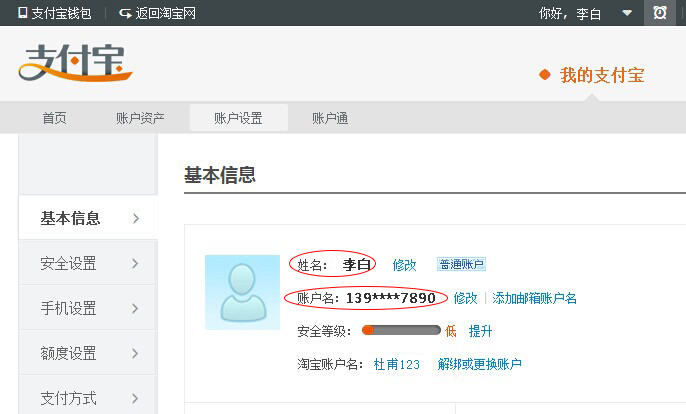 支付宝钱包 返回淘宝网 你好，李白
支付宝
我的支付宝
首页 账户资产 账户设置 账户通
基本信息
基本信息
安全设置
手机设置
额度设置
支付方式
姓名： 李白 修改 普通账户
账户名：139****7890 修改 添加邮箱账户名
安全等级： 低 提升
淘宝账户名： 杜甫123 解绑或更换账户